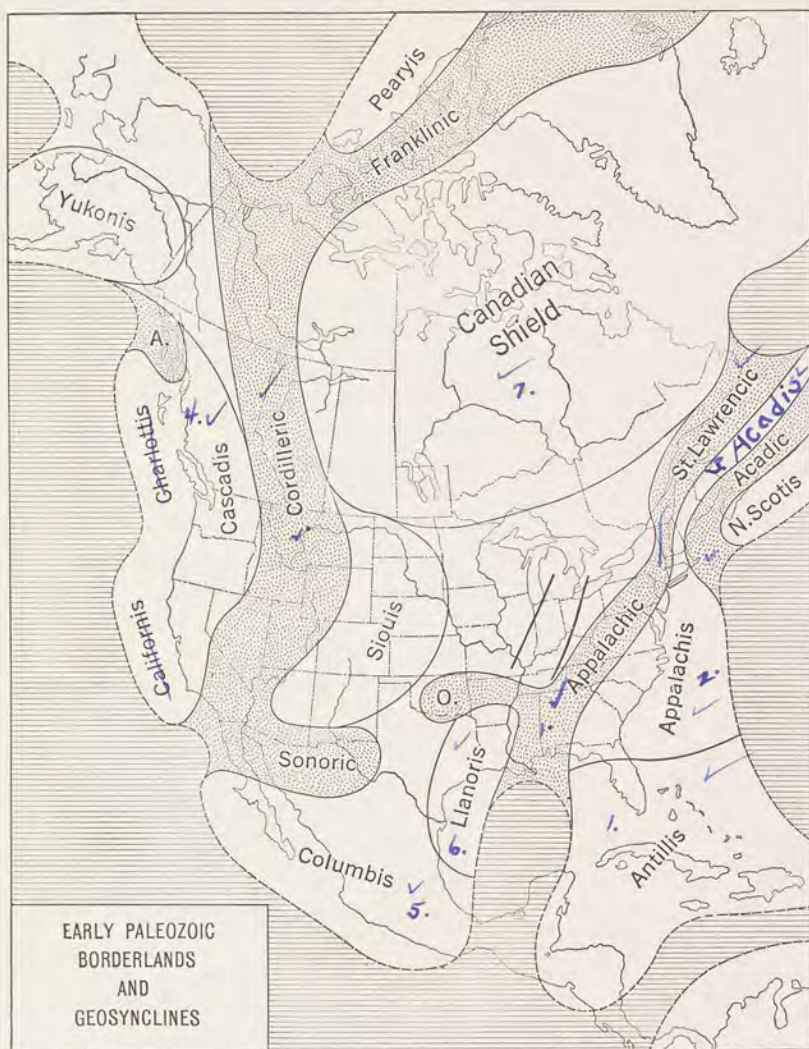 Pearyis
Franklinic
Yukonis
Canadian
Shield
7.
A.
4.
Charlottis
Cascadis
Cordilleric
St. Lawrencic
Acadis
Acadic
N. Scotis
Californis
Siouis
O.
Appalachic
1.
Appalachis
2.
Sonoric
Llanoris
6.
1.
Antillis
Columbis
5.
EARLY PALEOZOIC
BORDERLANDS
AND
GEOSYNCLINES